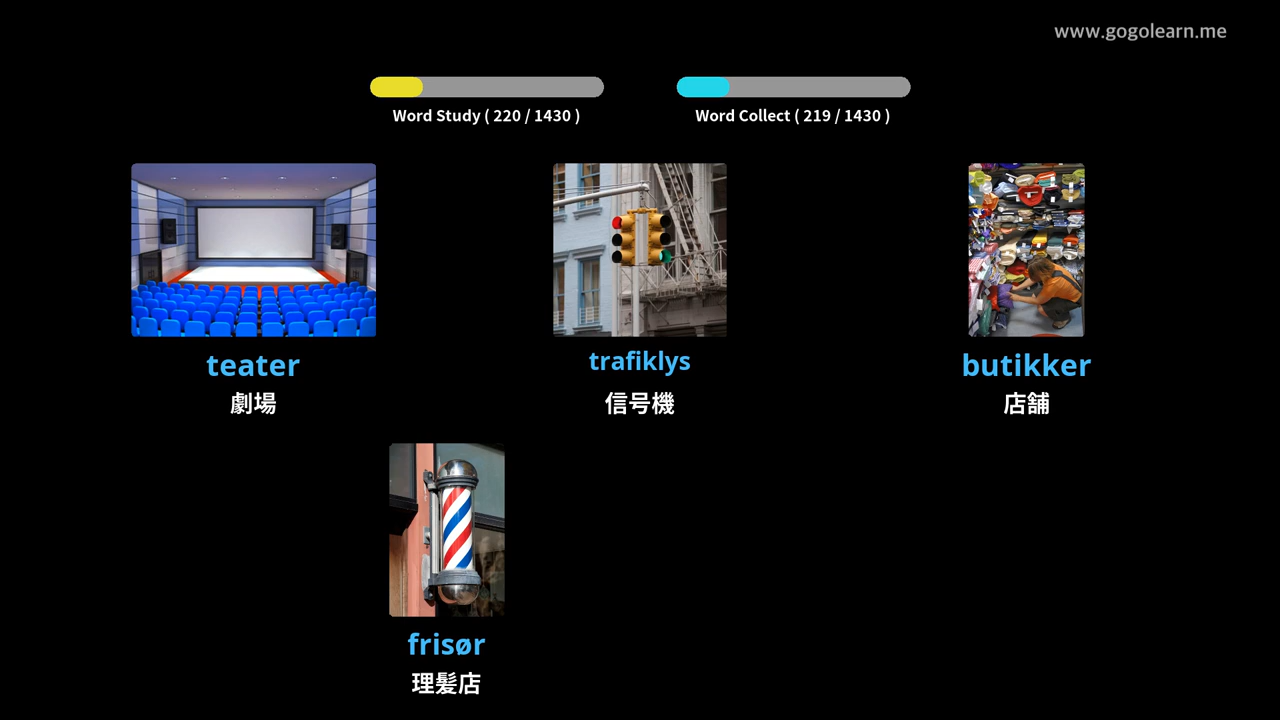 www.gogolearn.me
Word Study ( 220 / 1430 )
Word Collect ( 219 / 1430 )
teater
trafiklys
butikker
劇場
信号機
店舗
frisør
理髪店